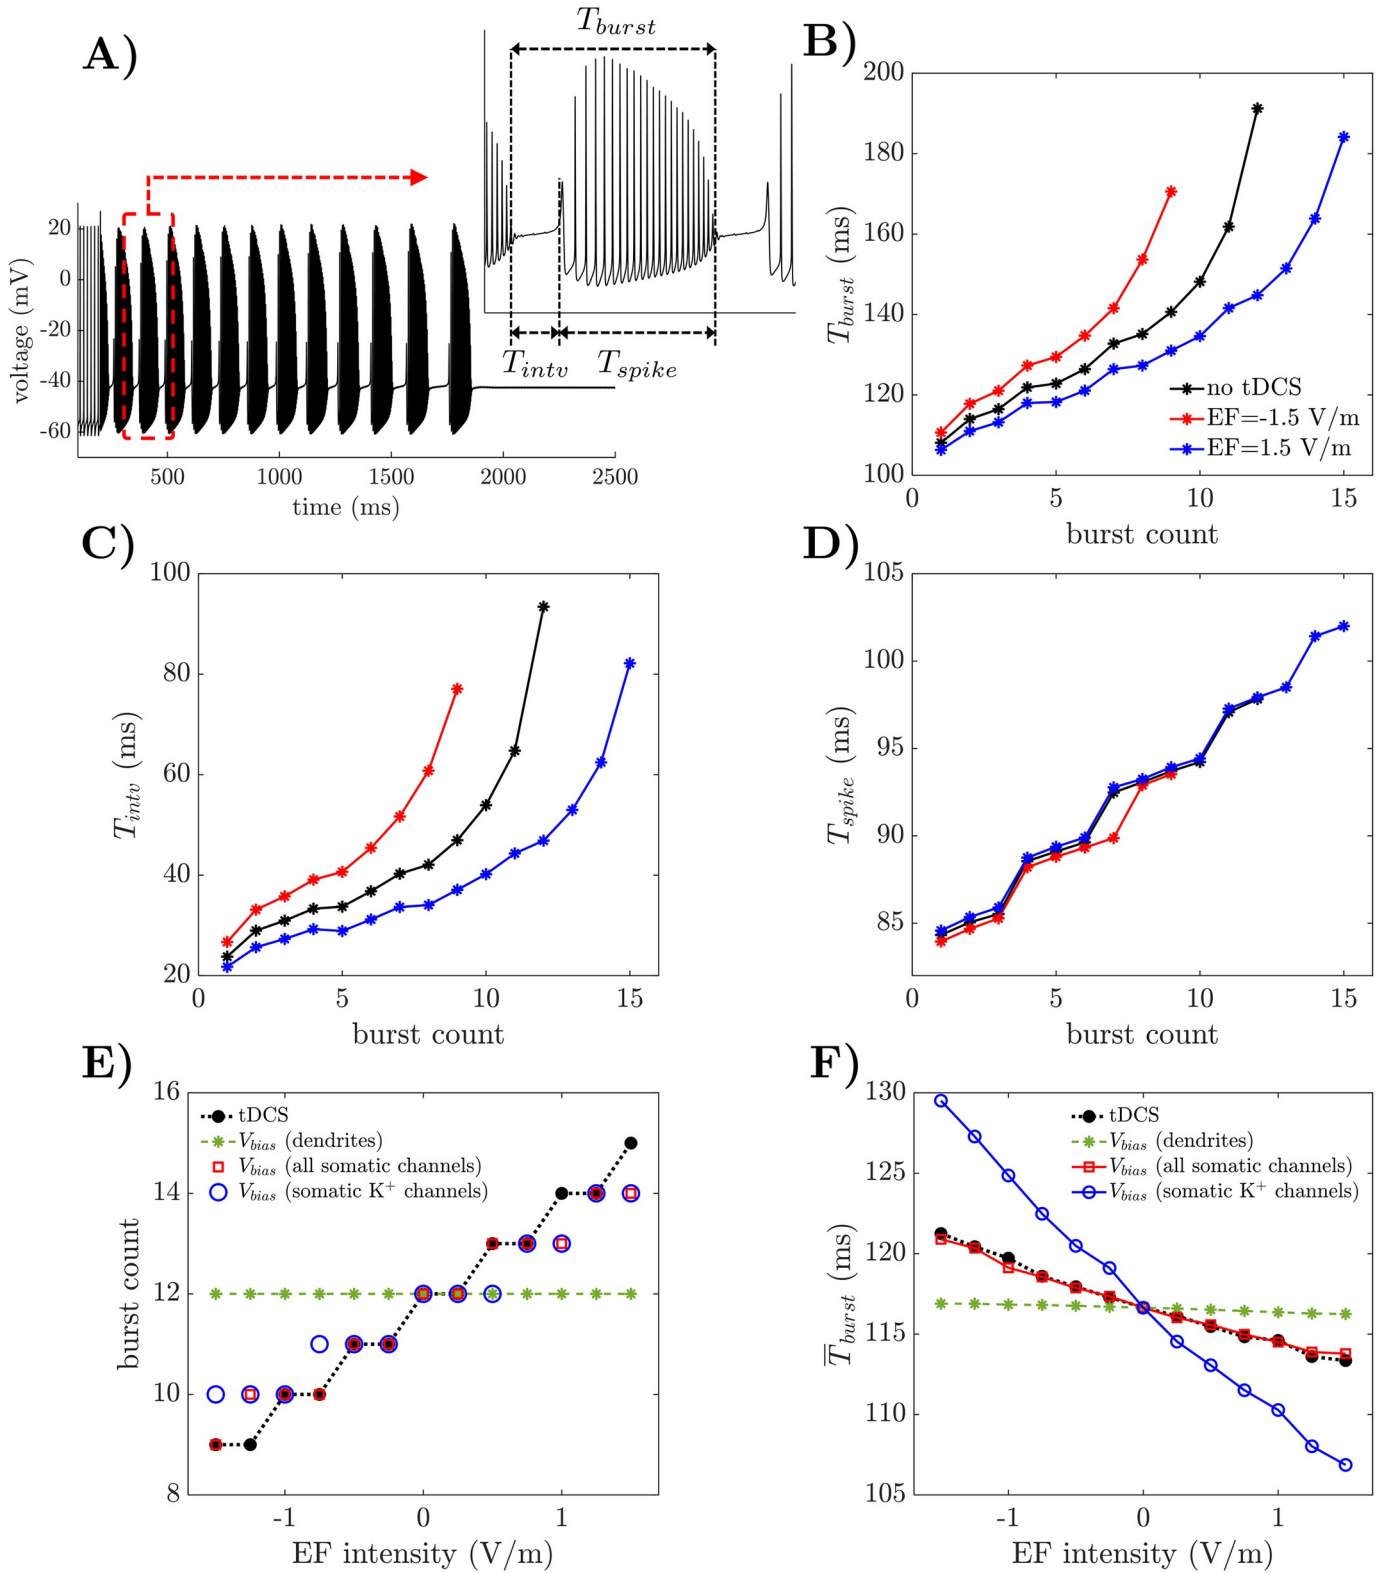 A)
T_burst
T_intv
T_spike
voltage (mV)
20
0
-20
-40
-60
500
1000
1500
2000
2500
time (ms)
B)
T_burst (ms)
200
180
160
140
120
100
no tDCS
EF=-1.5 V/m
EF=1.5 V/m
0
5
10
15
burst count
C)
T_intv (ms)
100
80
60
40
20
0
5
10
15
burst count
D)
T_spike (ms)
105
100
95
90
85
0
5
10
15
burst count
E)
burst count
16
14
12
10
8
tDCS
V_bias (dendrites)
V_bias (all somatic channels)
V_bias (somatic K⁺ channels)
-1
0
1
EF intensity (V/m)
F)
T̅_burst (ms)
130
125
120
115
110
105
tDCS
V_bias (dendrites)
V_bias (all somatic channels)
V_bias (somatic K⁺ channels)
-1
0
1
EF intensity (V/m)